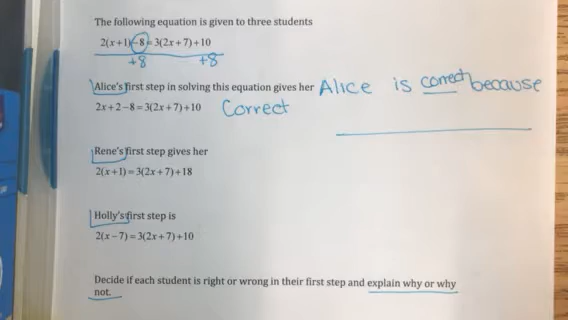 The following equation is given to three students
2(x+1)−8=3(2x+7)+10
+8 +8
Alice's first step in solving this equation gives her Alice is correct because
2x+2−8=3(2x+7)+10 Correct
Rene's first step gives her
2(x+1)=3(2x+7)+18
Holly's first step is
2(x−7)=3(2x+7)+10
Decide if each student is right or wrong in their first step and explain why or why
not.